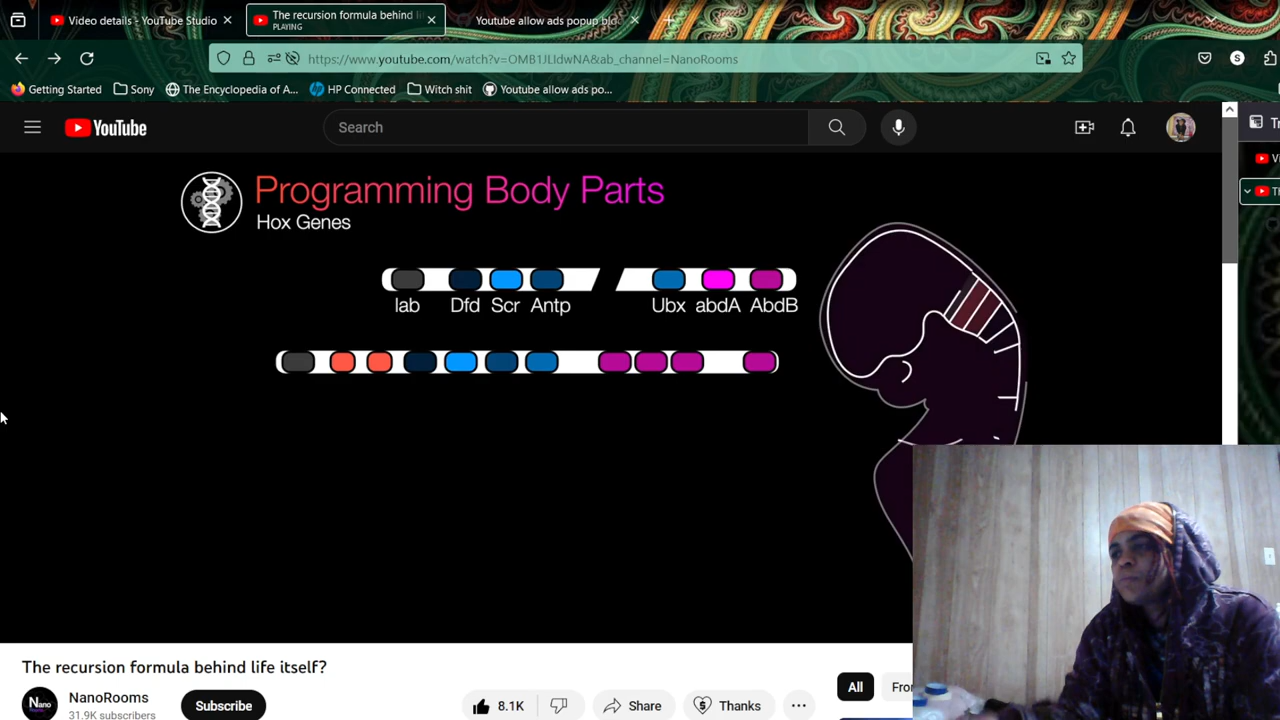 Video details - YouTube Studio
The recursion formula behind li
PLAYING
Youtube allow ads popup blo
https://www.youtube.com/watch?v=OMB1JLldwNA&ab_channel=NanoRooms
S
Getting Started
Sony
The Encyclopedia of A...
HP Connected
Witch shit
Youtube allow ads po...
YouTube
Search
Programming Body Parts
Hox Genes
lab
Dfd
Scr
Antp
Ubx
abdA
AbdB
The recursion formula behind life itself?
Nano
NanoRooms
31.9K subscribers
Subscribe
8.1K
Share
Thanks
All